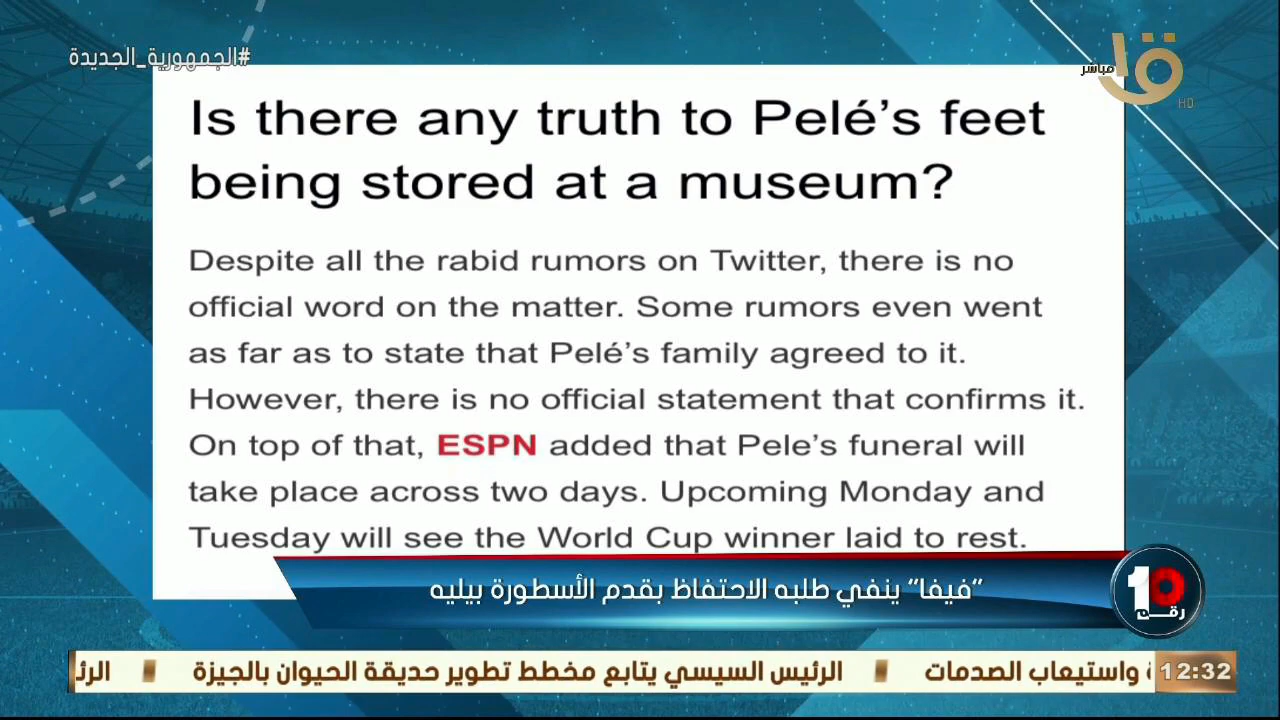 #الجمهورية_الجديدة
مباشر
HD
Is there any truth to Pelé’s feet
being stored at a museum?
Despite all the rabid rumors on Twitter, there is no
official word on the matter. Some rumors even went
as far as to state that Pelé’s family agreed to it.
However, there is no official statement that confirms it.
On top of that, ESPN added that Pele’s funeral will
take place across two days. Upcoming Monday and
Tuesday will see the World Cup winner laid to rest.
“فيفا” ينفي طلبه الاحتفاظ بقدم الأسطورة بيليه
رقم 10
واستيعاب الصدمات الرئيس السيسي يتابع مخطط تطوير حديقة الحيوان بالجيزة
12:32